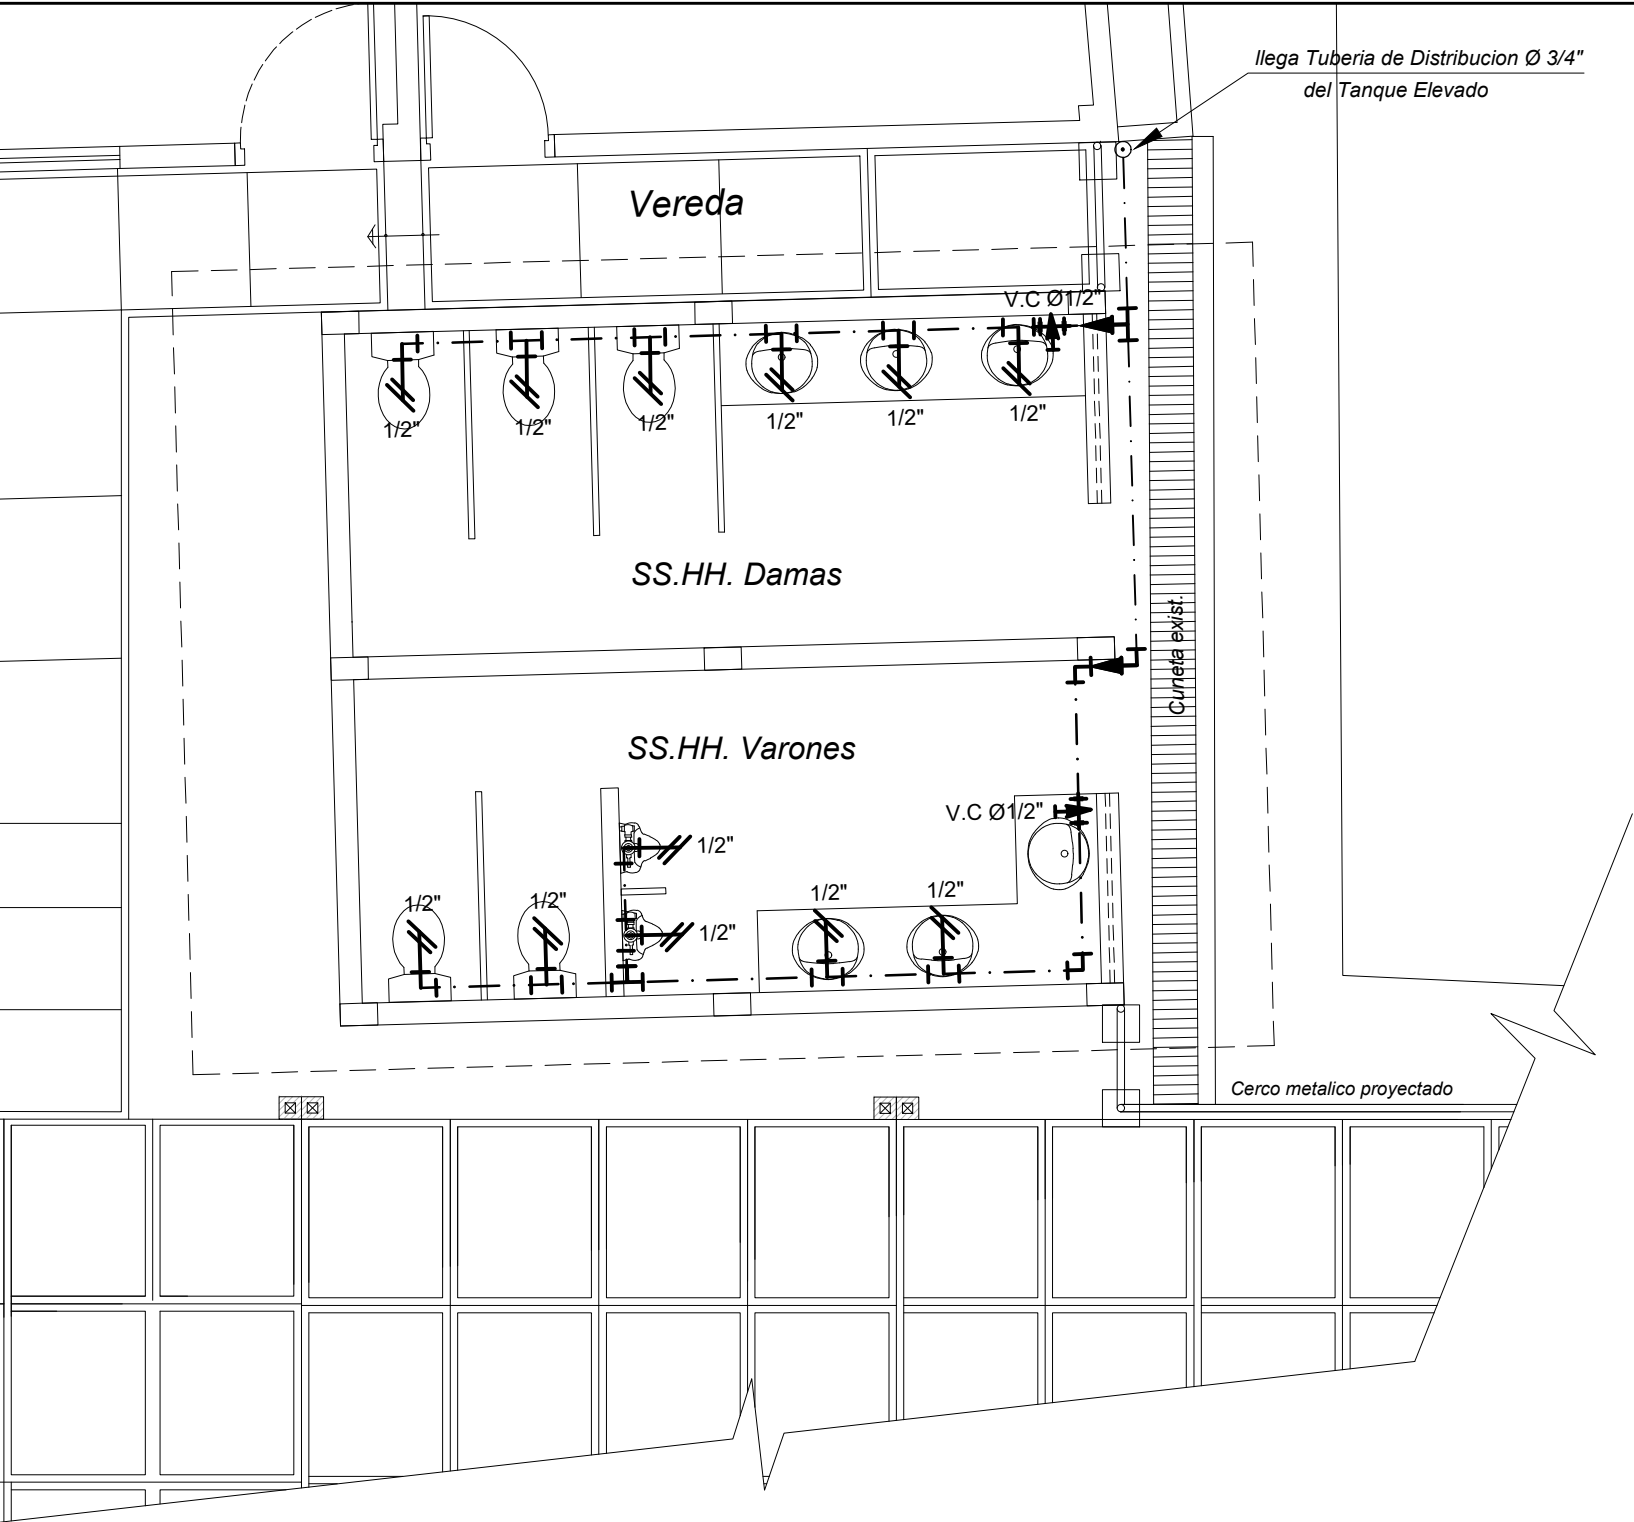 llega Tuberia de Distribucion Ø 3/4"
del Tanque Elevado
Vereda
V.C Ø1/2"
1/2"
1/2"
1/2"
1/2"
1/2"
1/2"
SS.HH. Damas
Cuneta exist.
SS.HH. Varones
V.C Ø1/2"
1/2"
1/2"
1/2"
1/2"
1/2"
1/2"
Cerco metalico proyectado